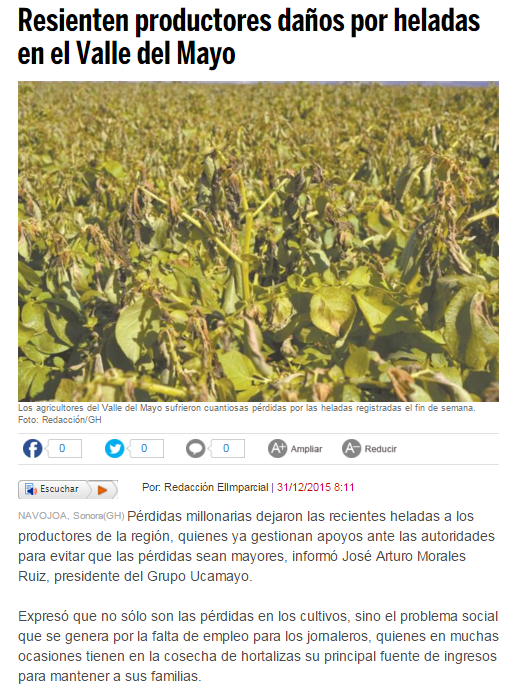 Resienten productores daños por heladas
en el Valle del Mayo
Los agricultores del Valle del Mayo sufrieron cuantiosas pérdidas por las heladas registradas el fin de semana.
Foto: Redacción/GH
0 0 0 A+ Ampliar A- Reducir
Escuchar Por: Redacción ElImparcial | 31/12/2015 8:11
NAVOJOA, Sonora(GH) Pérdidas millonarias dejaron las recientes heladas a los
productores de la región, quienes ya gestionan apoyos ante las autoridades
para evitar que las pérdidas sean mayores, informó José Arturo Morales
Ruiz, presidente del Grupo Ucamayo.
Expresó que no sólo son las pérdidas en los cultivos, sino el problema social
que se genera por la falta de empleo para los jornaleros, quienes en muchas
ocasiones tienen en la cosecha de hortalizas su principal fuente de ingresos
para mantener a sus familias.